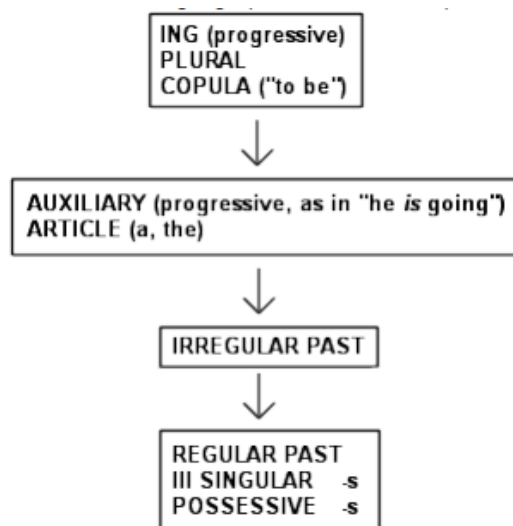 ING (progressive)
PLURAL
COPULA ("to be")
AUXILIARY (progressive, as in "he is going")
ARTICLE (a, the)
IRREGULAR PAST
REGULAR PAST
III SINGULAR -s
POSSESSIVE -s